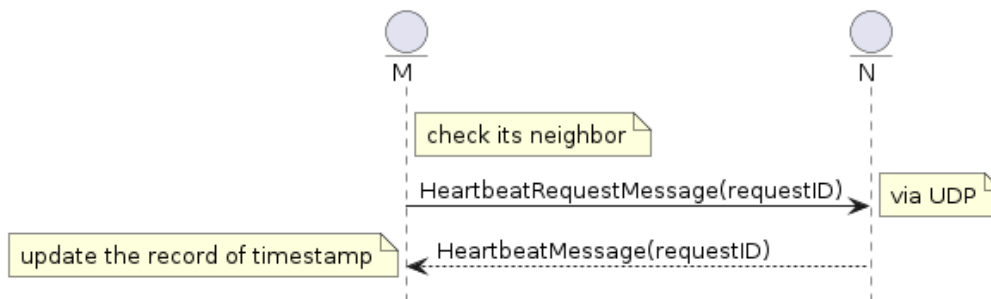 M
N
check its neighbor
HeartbeatRequestMessage(requestID)
via UDP
HeartbeatMessage(requestID)
update the record of timestamp